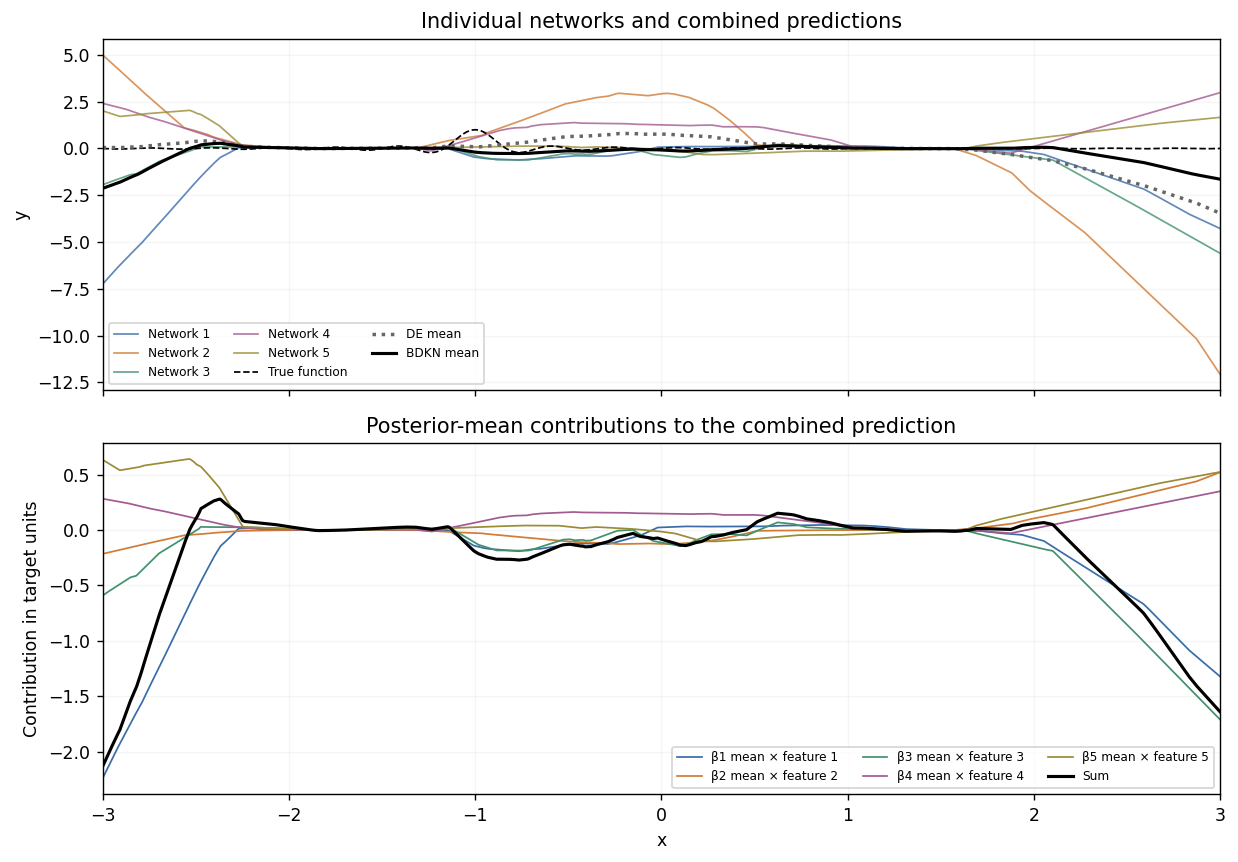 Individual networks and combined predictions
5.0
2.5
0.0
−2.5
−5.0
−7.5
−10.0
−12.5
y
Network 1
Network 2
Network 3
Network 4
Network 5
True function
DE mean
BDKN mean
Posterior-mean contributions to the combined prediction
0.5
0.0
−0.5
−1.0
−1.5
−2.0
Contribution in target units
β1 mean × feature 1
β2 mean × feature 2
β3 mean × feature 3
β4 mean × feature 4
β5 mean × feature 5
Sum
−3 −2 −1 0 1 2 3
x